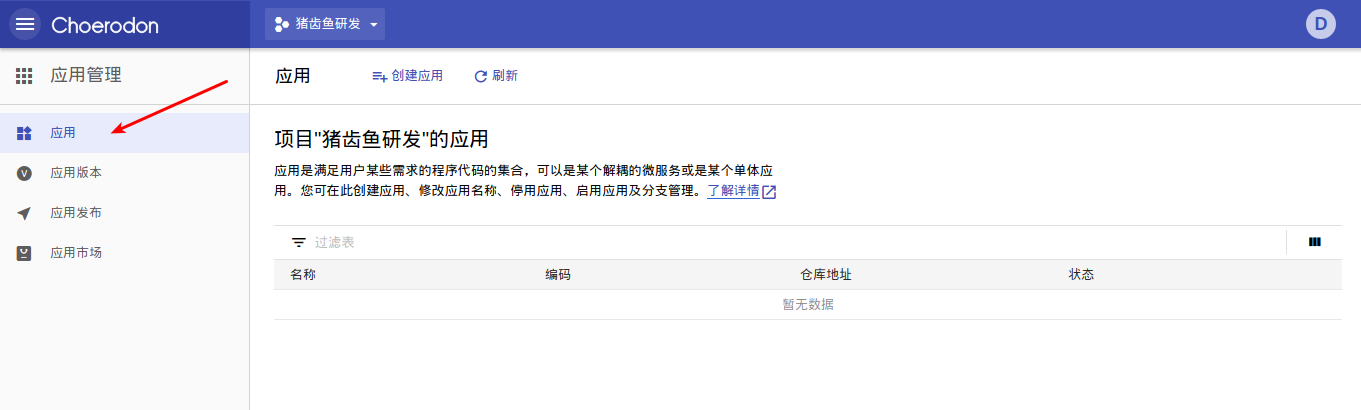 Choerodon
猪齿鱼研发
D
应用管理
应用
创建应用
刷新
应用
V
应用版本
应用发布
应用市场
项目"猪齿鱼研发"的应用
应用是满足用户某些需求的程序代码的集合，可以是某个解耦的微服务或是某个单体应
用。您可在此创建应用、修改应用名称、停用应用、启用应用及分支管理。了解详情
过滤表
名称 编码 仓库地址 状态
暂无数据